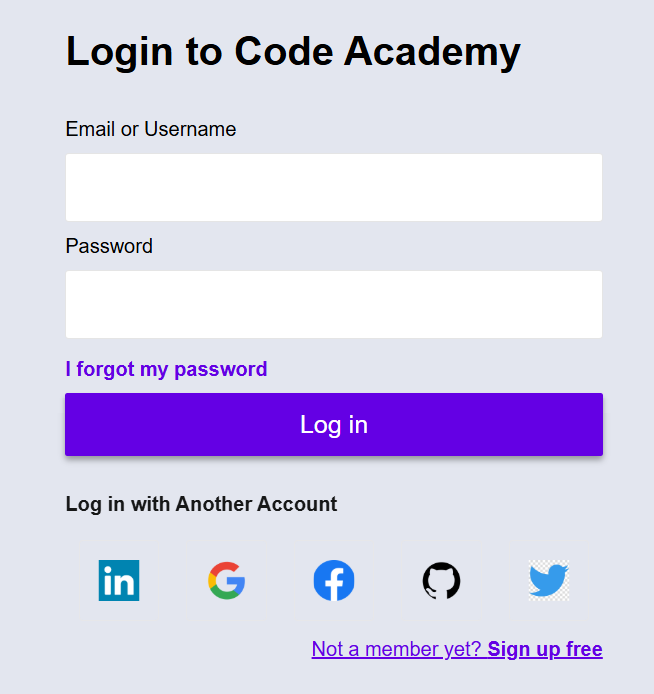 Login to Code Academy
Email or Username
Password
I forgot my password
Log in
Log in with Another Account
in
Not a member yet? Sign up free